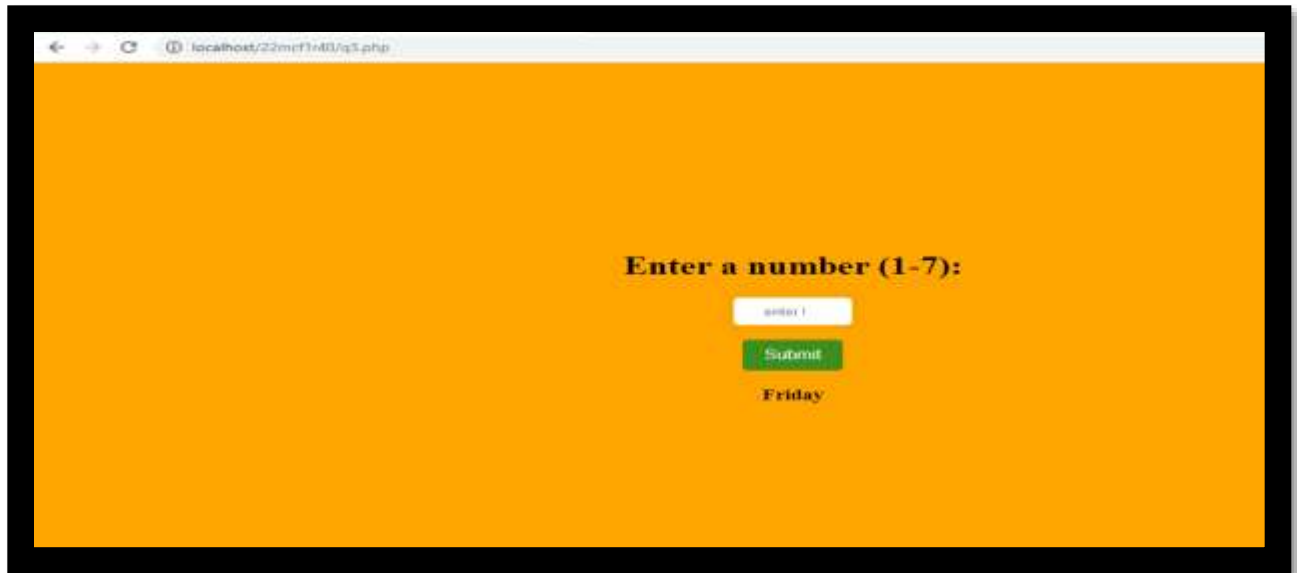 localhost/22mcf1r40/q3.php
Enter a number (1-7):
enter
Submit
Friday